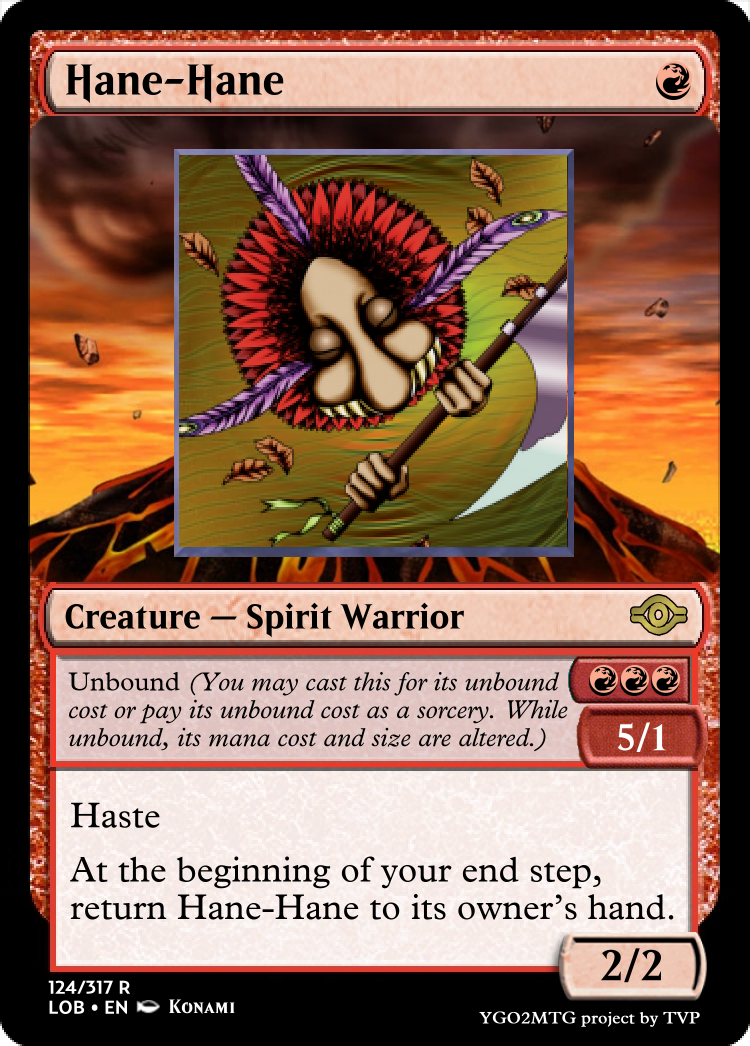 Hane-Hane
Creature — Spirit Warrior
Unbound (You may cast this for its unbound
cost or pay its unbound cost as a sorcery. While
unbound, its mana cost and size are altered.)
5/1
Haste
At the beginning of your end step,
return Hane-Hane to its owner's hand.
2/2
124/317 R
LOB • EN Konami
YGO2MTG project by TVP